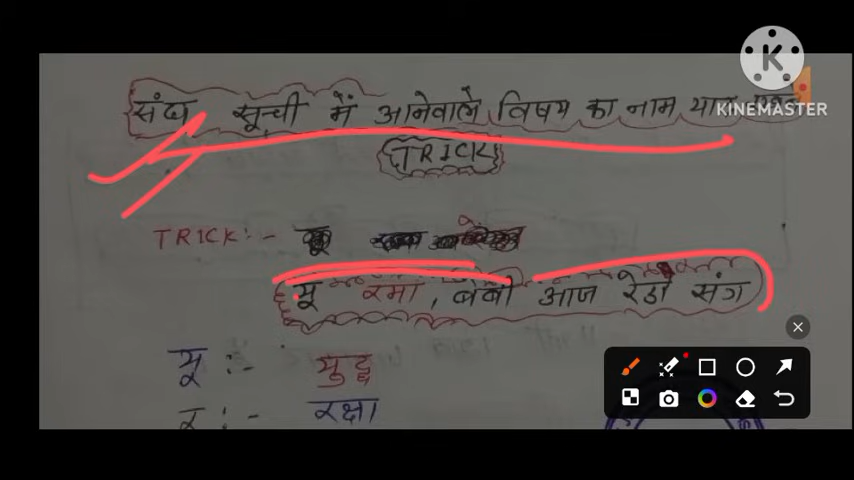 संघ सूची में आनेवाले विषय का नाम याद
KINEMASTER
TRICK
TRICK:-
यू रमा, बेबी आज रेडी संग
यू :- युद्ध
र :- रक्षा